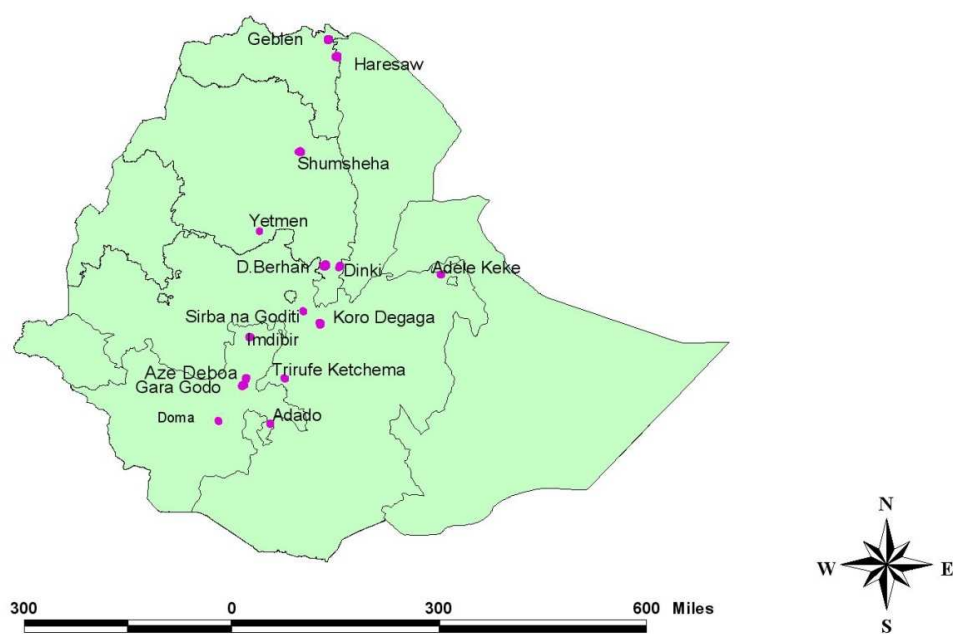 Geblen
Haresaw
Shumsheha
Yetmen
D.Berhan
Dinki
Adele Keke
Sirba na Goditi
Koro Degaga
Imdibir
Aze Deboa
Trirufe Ketchema
Gara Godo
Doma
Adado
N
W
E
S
300 0 300 600 Miles